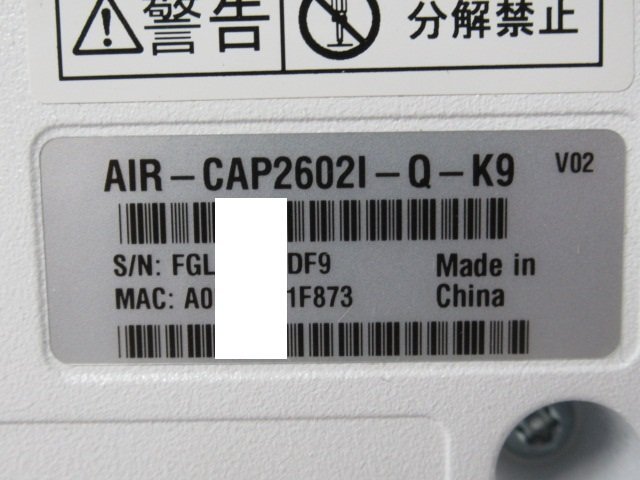 警告 分解禁止
AIR-CAP2602I-Q-K9 V02
S/N: FGL DF9
MAC: A0 1F873
Made in
China